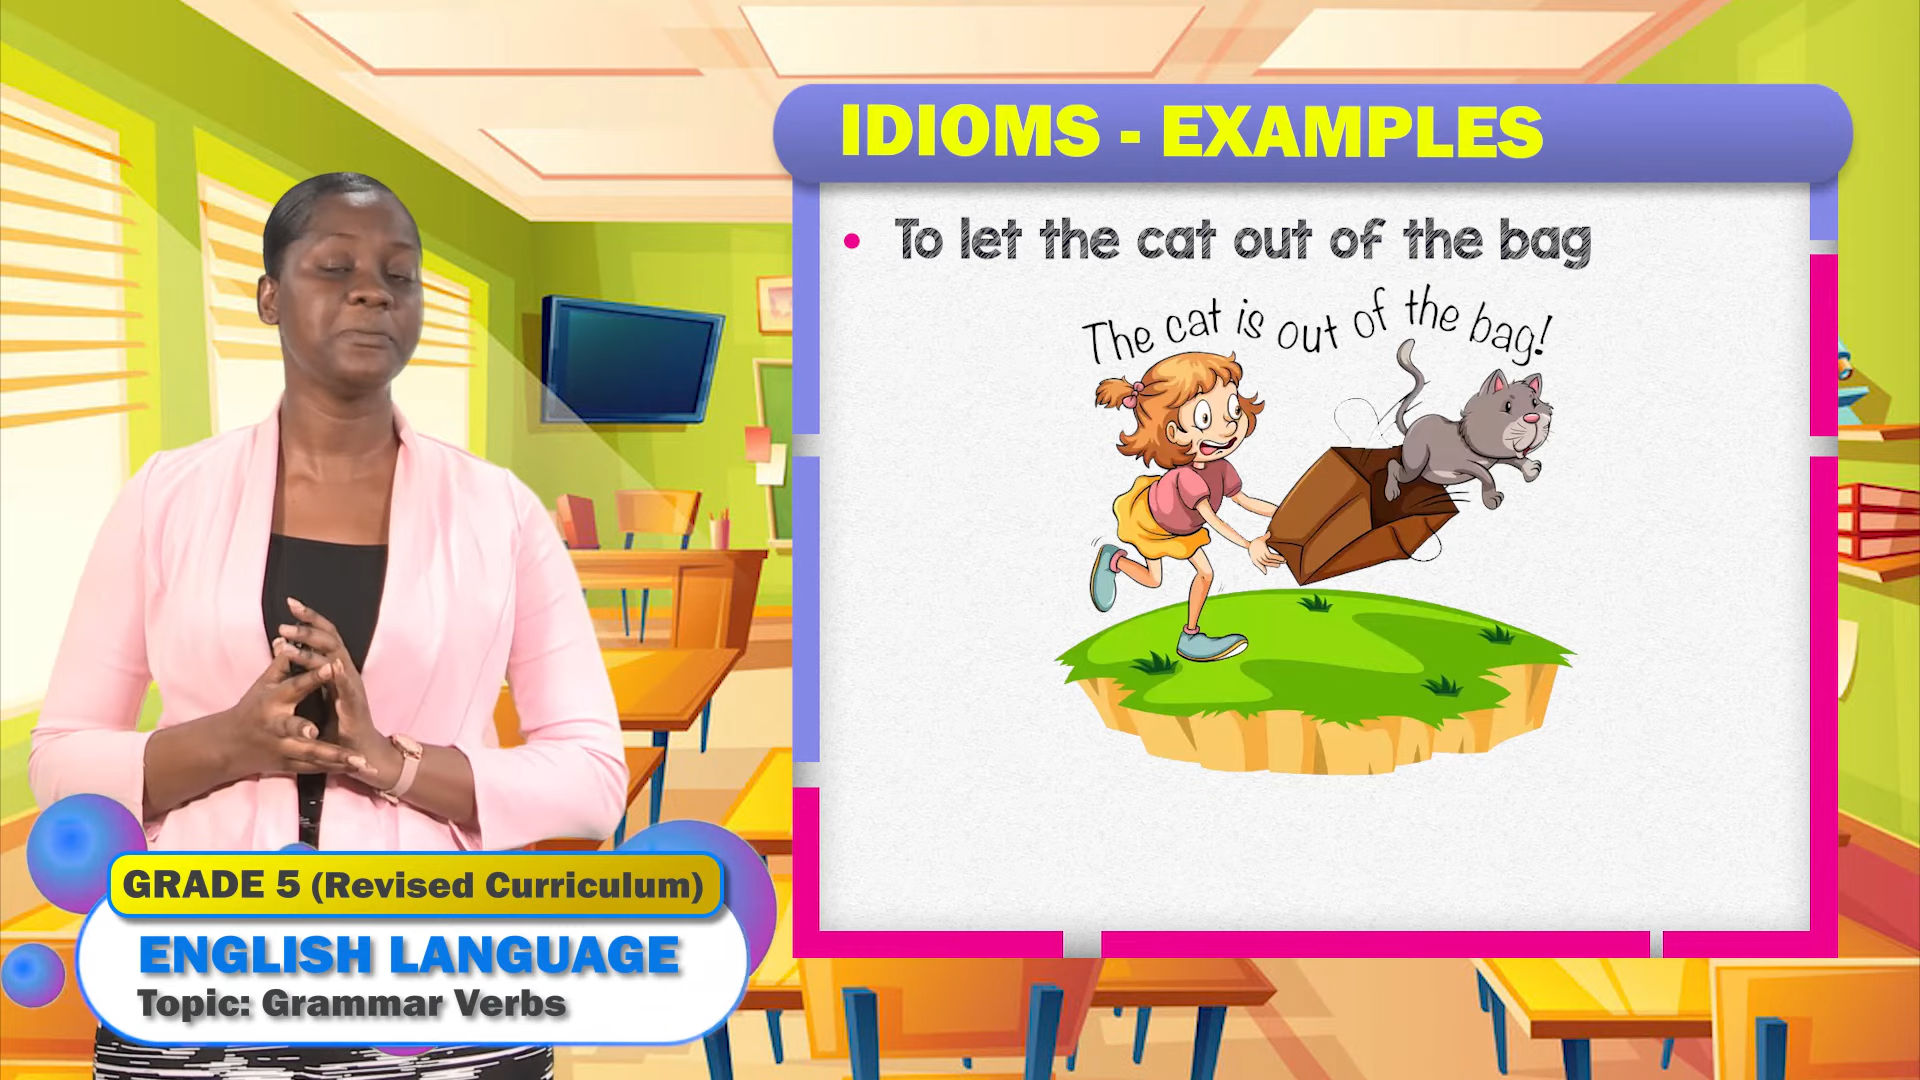 IDIOMS - EXAMPLES
• To let the cat out of the bag
The cat is out of the bag!
GRADE 5 (Revised Curriculum)
ENGLISH LANGUAGE
Topic: Grammar Verbs